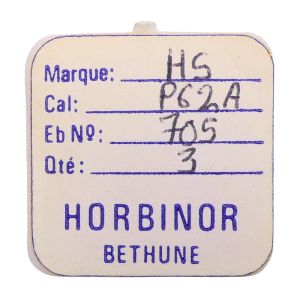 Marque: HS
Cal: P62A
Eb Nº: 705
Qté: 3
HORBINOR
BETHUNE